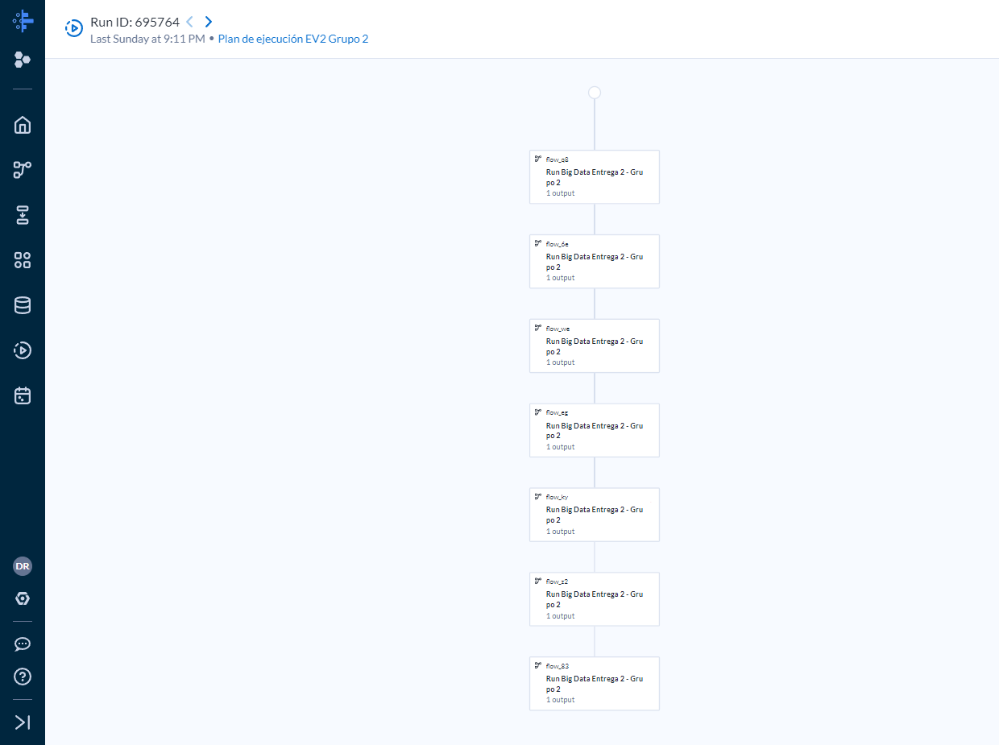 Run ID: 695764
Last Sunday at 9:11 PM • Plan de ejecución EV2 Grupo 2
flow_q8
Run Big Data Entrega 2 - Gru
po 2
1 output
flow_6e
Run Big Data Entrega 2 - Gru
po 2
1 output
flow_we
Run Big Data Entrega 2 - Gru
po 2
1 output
flow_eg
Run Big Data Entrega 2 - Gru
po 2
1 output
flow_ky
Run Big Data Entrega 2 - Gru
po 2
1 output
DR
flow_z2
Run Big Data Entrega 2 - Gru
po 2
1 output
flow_83
Run Big Data Entrega 2 - Gru
po 2
1 output